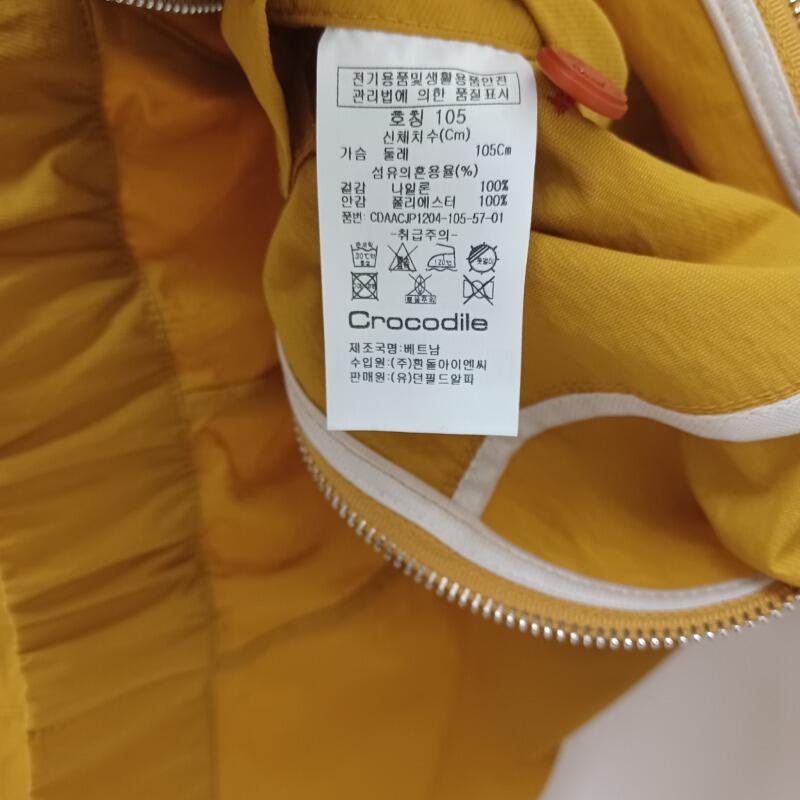 전기용품및생활용품안전
관리법에 의한 품질표시
호칭 105
신체치수(Cm)
가슴 둘레 105Cm
섬유의혼용율(%)
겉감 나일론 100%
안감 폴리에스터 100%
품번: CDAACJP1204-105-57-01
-취급주의-
30℃ 120℃
Crocodile
제조국명:베트남
수입원:(주)흰돌아이엔씨
판매원:(유)던필드알파